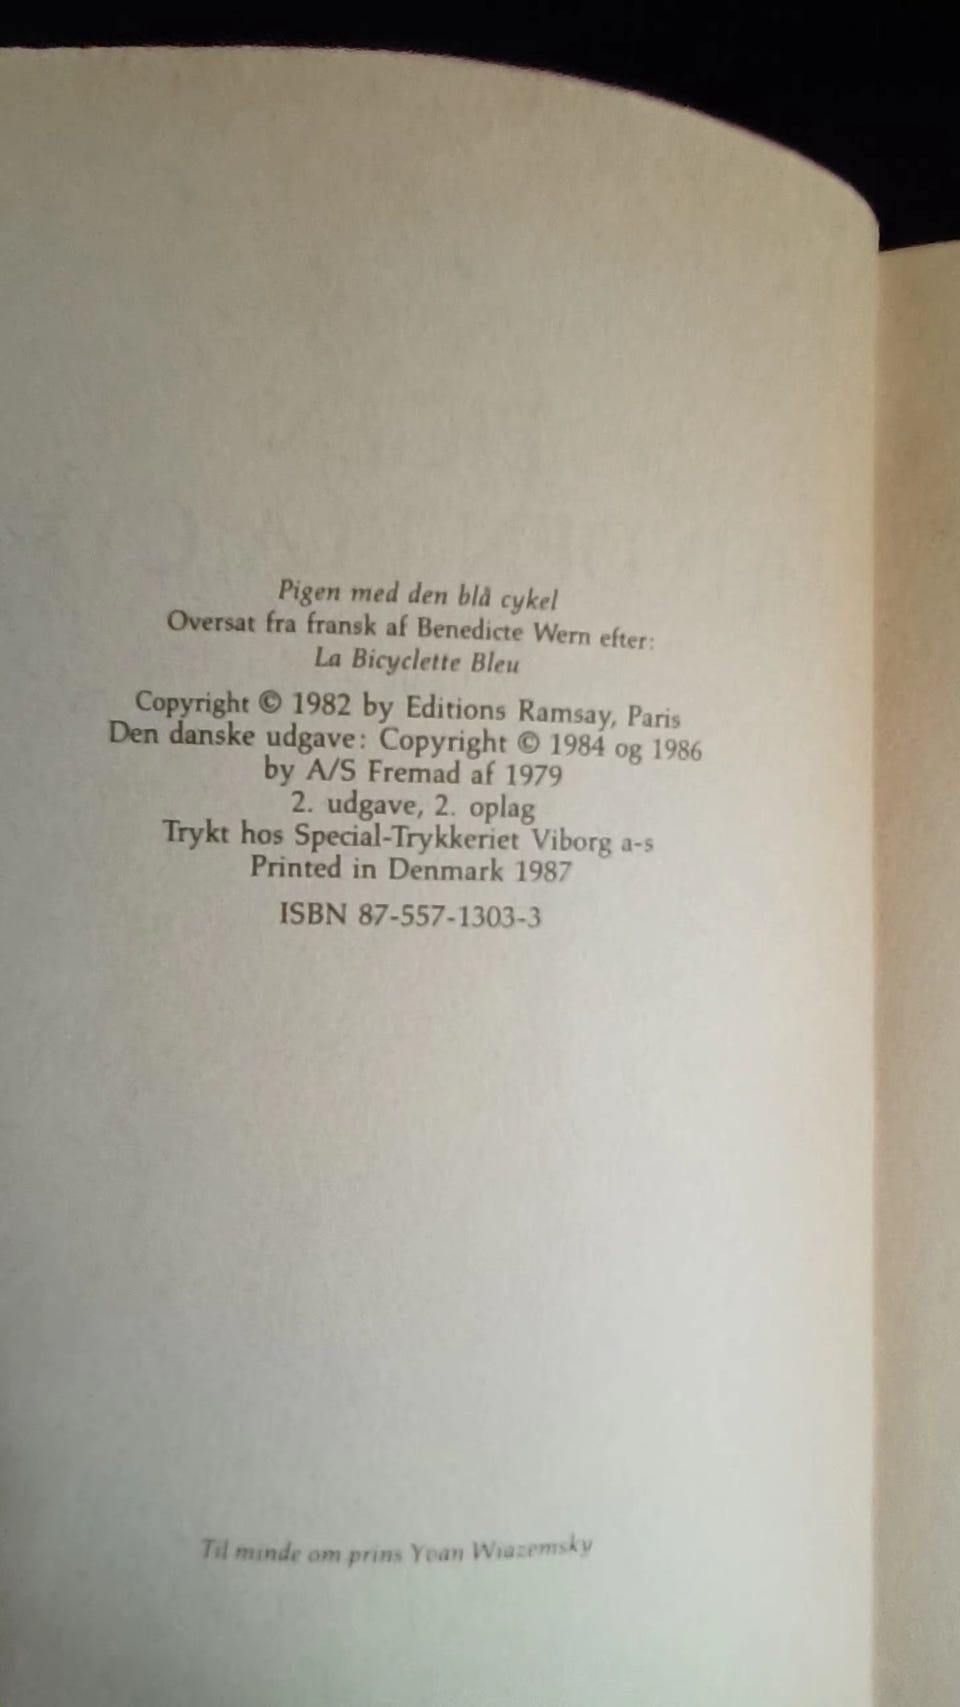 Pigen med den blå cykel
Oversat fra fransk af Benedicte Wern efter:
La Bicyclette Bleu
Copyright © 1982 by Editions Ramsay, Paris
Den danske udgave: Copyright © 1984 og 1986
by A/S Fremad af 1979
2. udgave, 2. oplag
Trykt hos Special-Trykkeriet Viborg a-s
Printed in Denmark 1987
ISBN 87-557-1303-3
Til minde om prins Yvan Wiazemsky